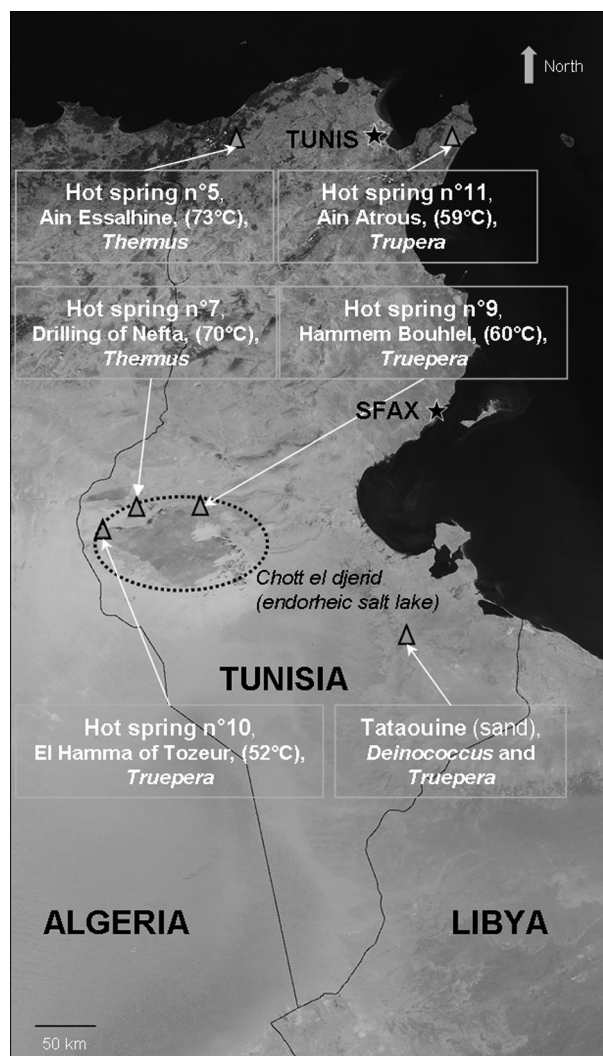 North
TUNIS
Hot spring n°5,
Ain Essalhine, (73°C),
Thermus
Hot spring n°11,
Ain Atrous, (59°C),
Trupera
Hot spring n°7,
Drilling of Nefta, (70°C),
Thermus
Hot spring n°9,
Hammem Bouhlel, (60°C),
Truepera
SFAX
Chott el djerid
(endorheic salt lake)
TUNISIA
Hot spring n°10,
El Hamma of Tozeur, (52°C),
Truepera
Tataouine (sand),
Deinococcus and
Truepera
ALGERIA
LIBYA
50 km